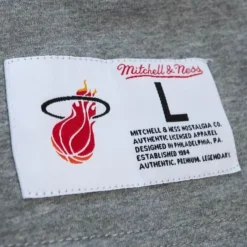 Mitchell & Ness
L
MITCHELL & NESS NOSTALGIA CO.
AUTHENTIC LICENSED APPAREL
DESIGNED IN PHILADELPHIA, PA.
ESTABLISHED 1904
AUTHENTIC. PREMIUM. LEGENDARY.